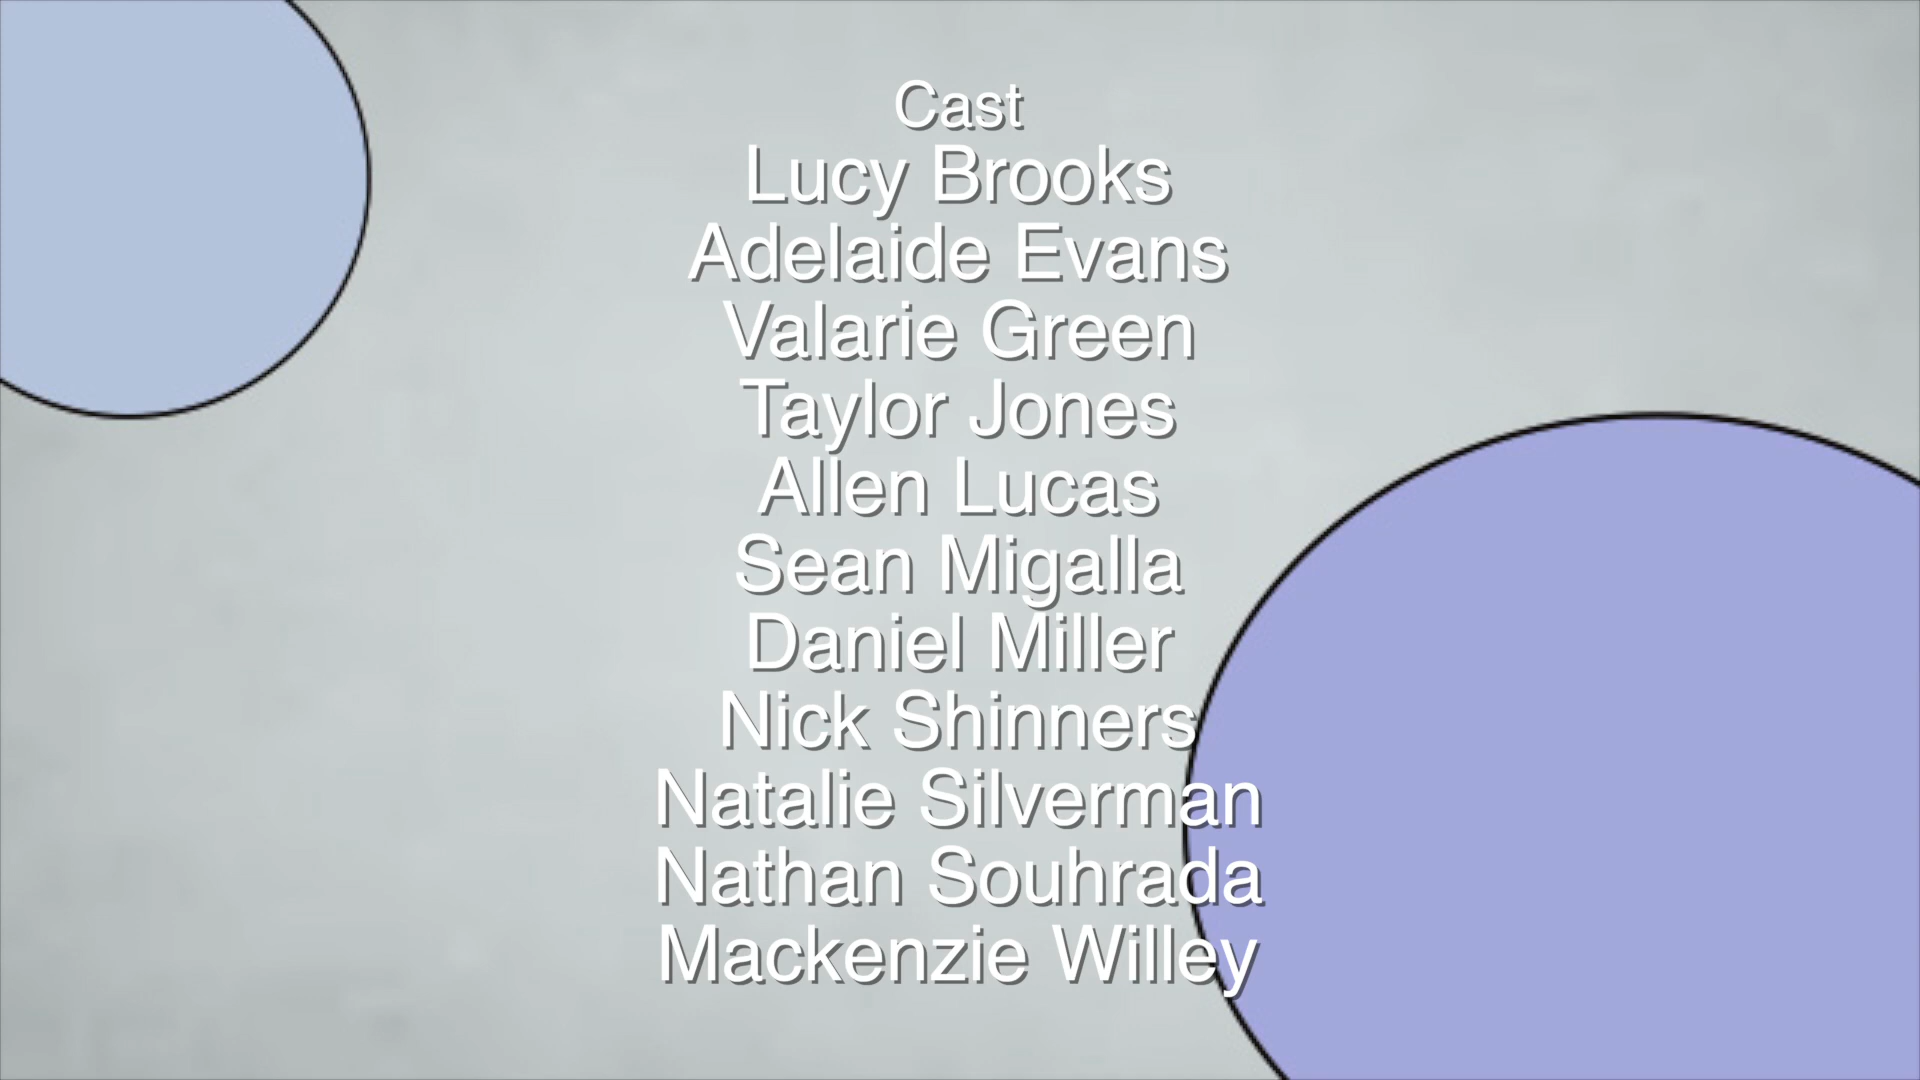 Cast
Lucy Brooks
Adelaide Evans
Valarie Green
Taylor Jones
Allen Lucas
Sean Migalla
Daniel Miller
Nick Shinners
Natalie Silverman
Nathan Souhrada
Mackenzie Willey